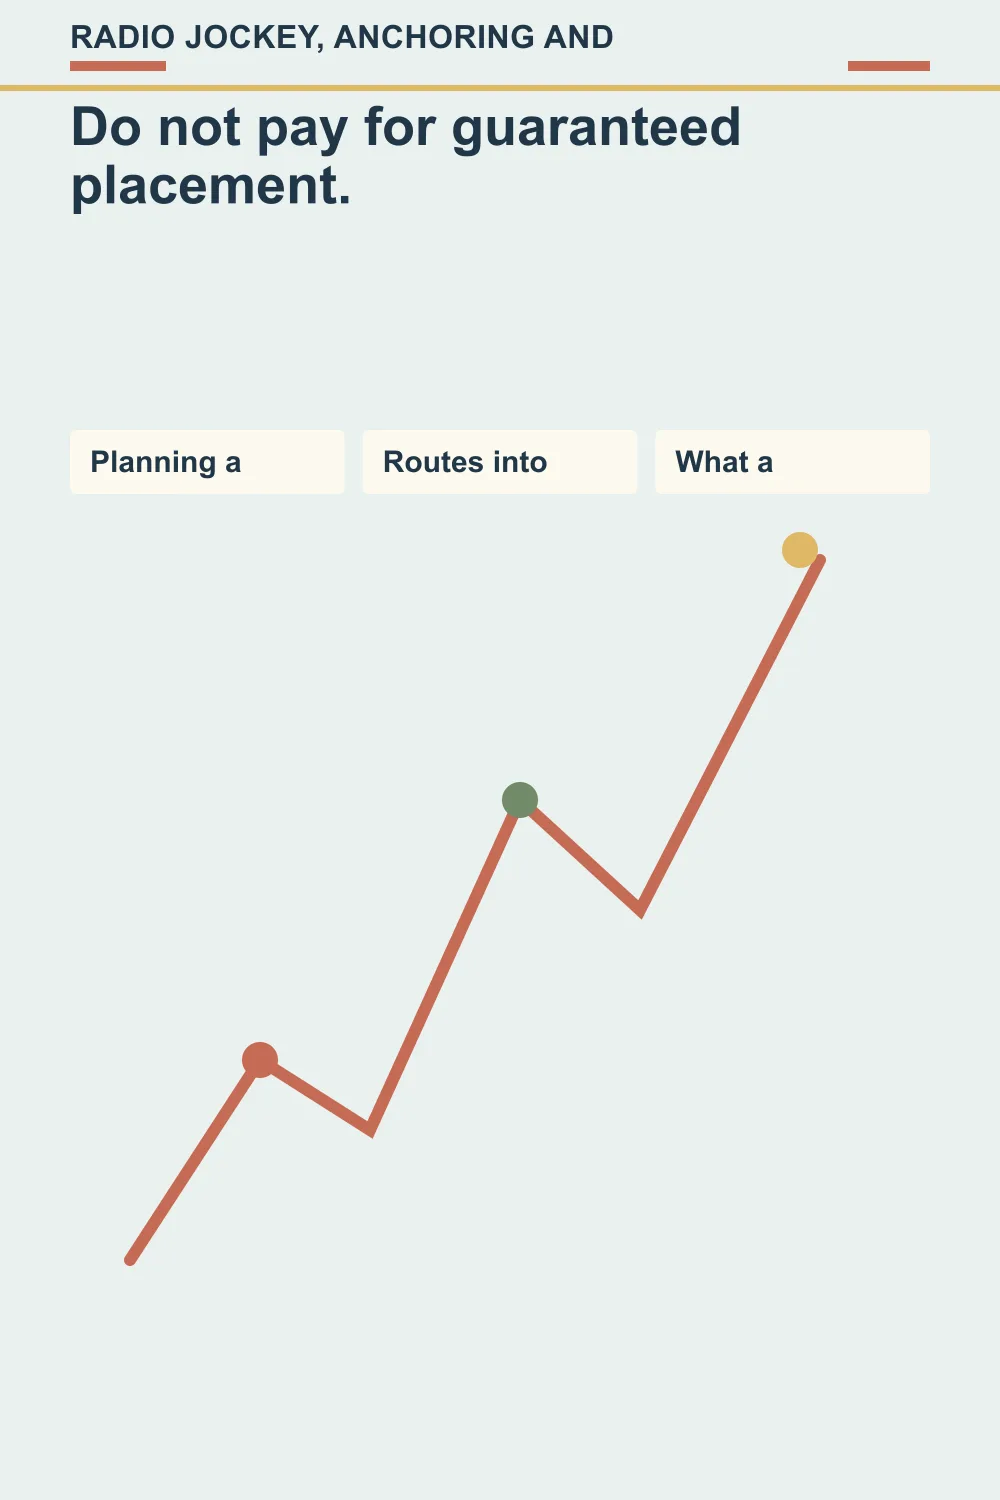 RADIO JOCKEY, ANCHORING AND
Do not pay for guaranteed
placement.
Planning a
Routes into
What a